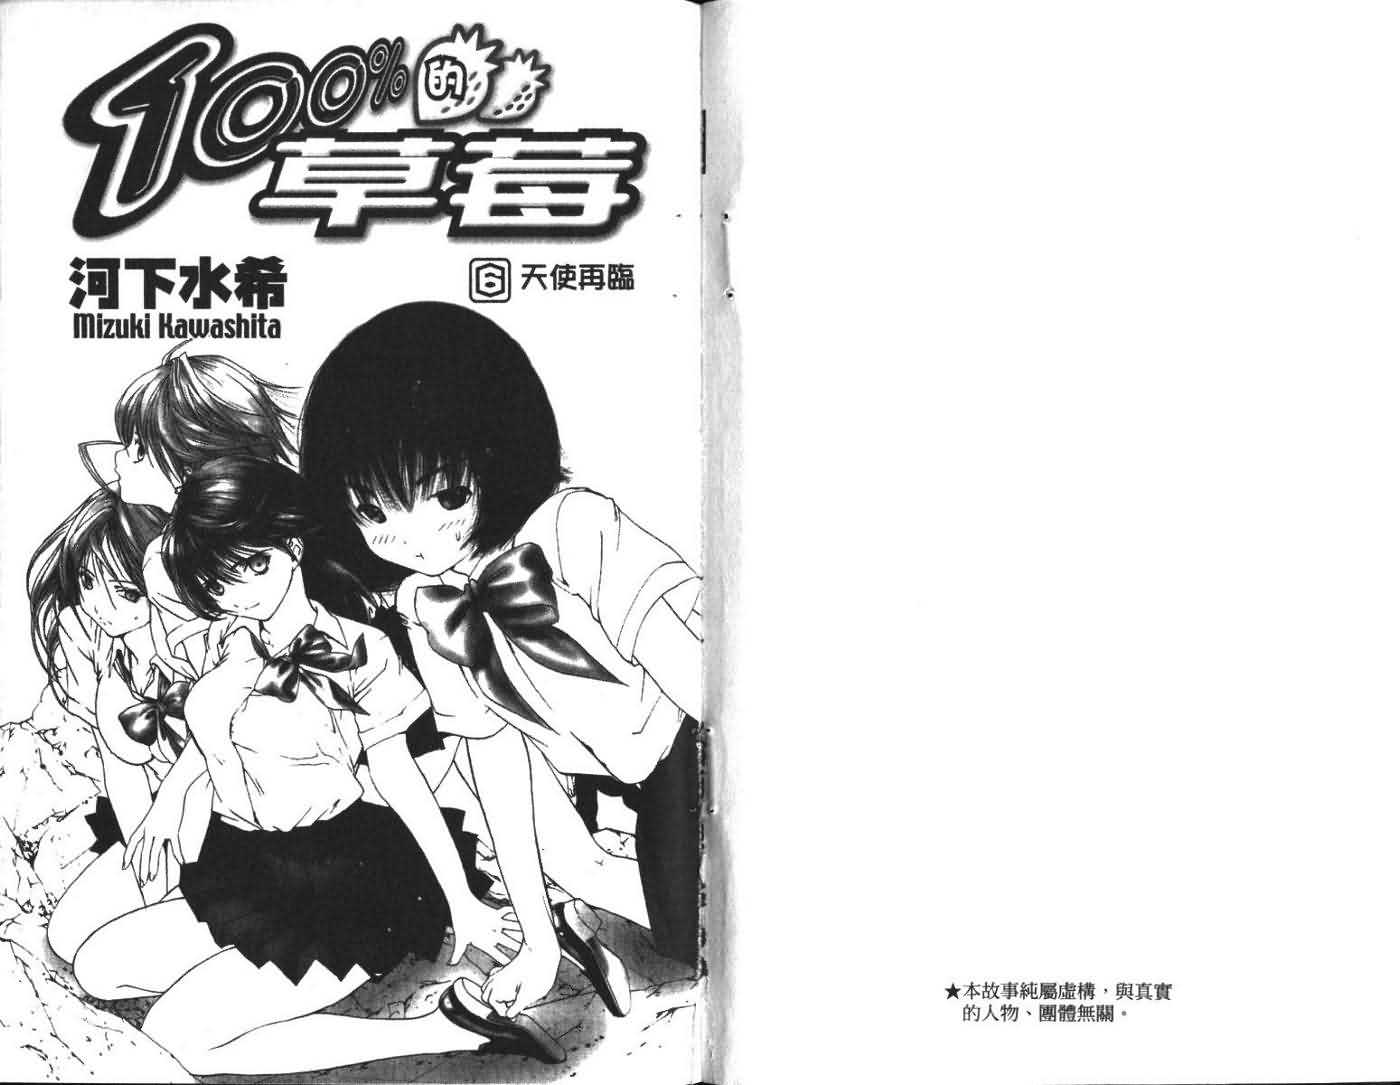 100%的
草莓
河下水希
Mizuki Kawashita
6 天使再臨
★本故事純屬虛構，與真實
的人物、團體無關。